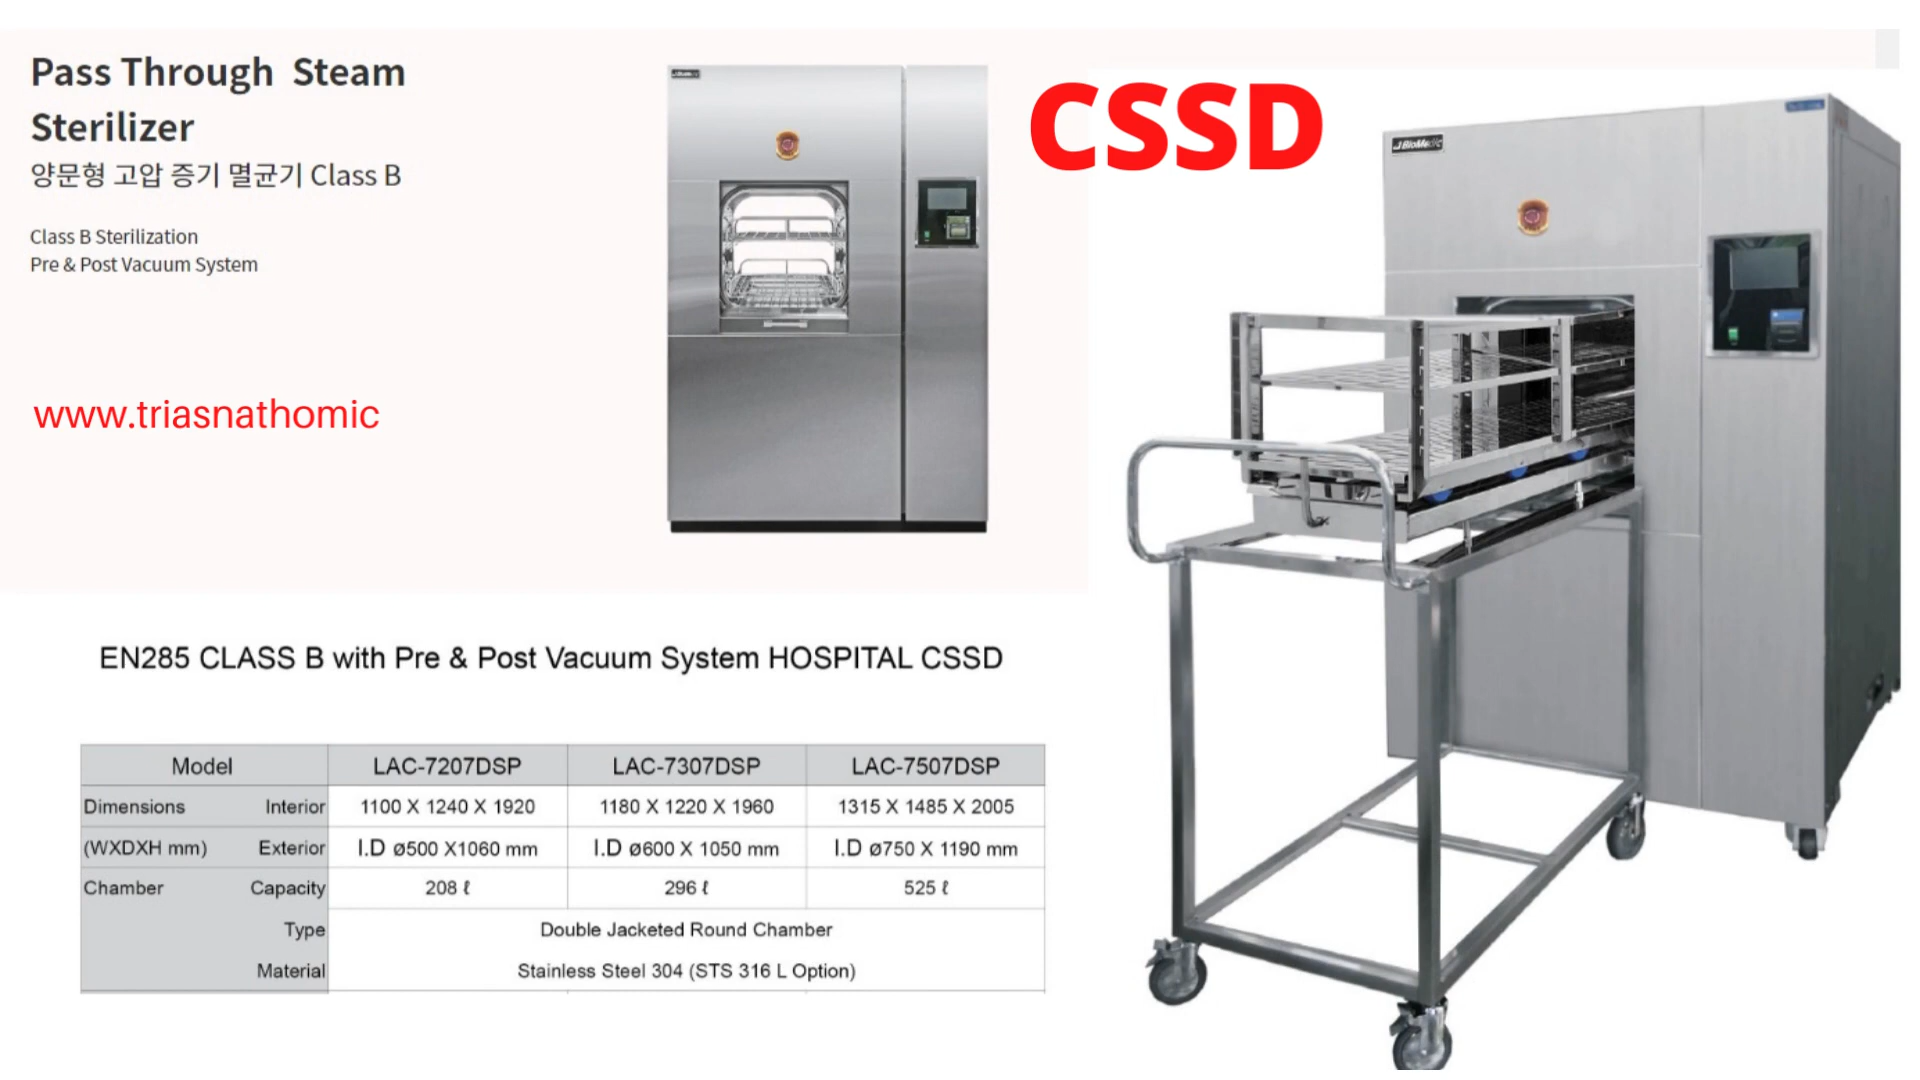 Pass Through Steam
Sterilizer
양문형 고압 증기 멸균기 Class B
Class B Sterilization
Pre & Post Vacuum System
www.triasnathomic
CSSD
JBioMedic
EN285 CLASS B with Pre & Post Vacuum System HOSPITAL CSSD
Model LAC-7207DSP LAC-7307DSP LAC-7507DSP
Dimensions Interior 1100 X 1240 X 1920 1180 X 1220 X 1960 1315 X 1485 X 2005
(WXDXH mm) Exterior I.D ø500 X1060 mm I.D ø600 X 1050 mm I.D ø750 X 1190 mm
Chamber Capacity 208 ℓ 296 ℓ 525 ℓ
Type Double Jacketed Round Chamber
Material Stainless Steel 304 (STS 316 L Option)